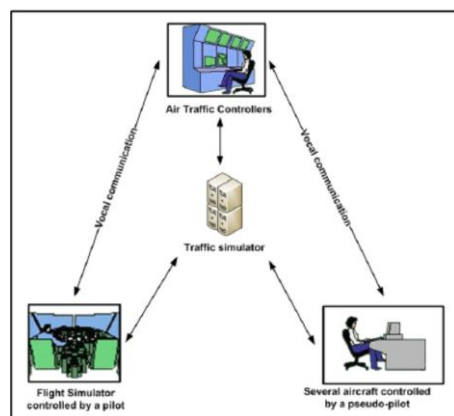 Air Traffic Controllers
Vocal communication
Vocal communication
Traffic simulator
Flight Simulator
controlled by a pilot
Several aircraft controlled
by a pseudo-pilot